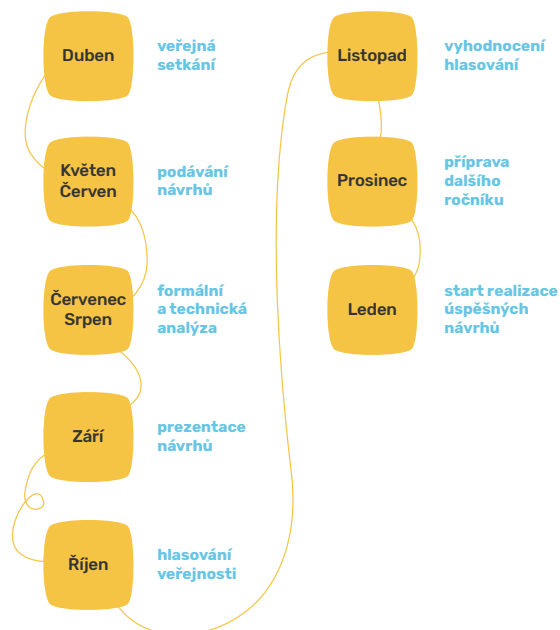 Duben
veřejná
setkání
Květen
Červen
podávání
návrhů
Červenec
Srpen
formální
a technická
analýza
Září
prezentace
návrhů
Říjen
hlasování
veřejnosti
Listopad
vyhodnocení
hlasování
Prosinec
příprava
dalšího
ročníku
Leden
start realizace
úspěšných
návrhů